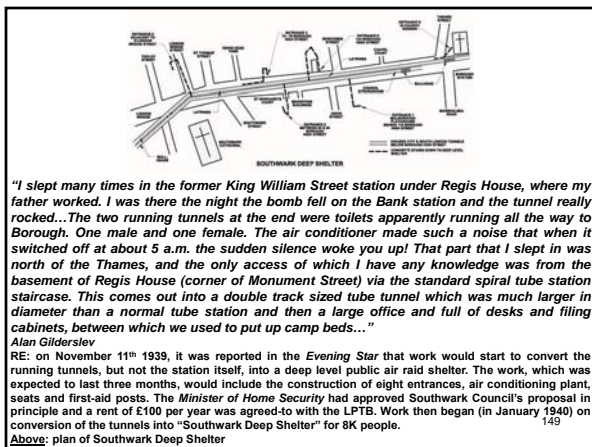 SOUTHWARK DEEP SHELTER
"I slept many times in the former King William Street station under Regis House, where my
father worked. I was there the night the bomb fell on the Bank station and the tunnel really
rocked…The two running tunnels at the end were toilets apparently running all the way to
Borough. One male and one female. The air conditioner made such a noise that when it
switched off at about 5 a.m. the sudden silence woke you up! That part that I slept in was
north of the Thames, and the only access of which I have any knowledge was from the
basement of Regis House (corner of Monument Street) via the standard spiral tube station
staircase. This comes out into a double track sized tube tunnel which was much larger in
diameter than a normal tube station and then a large office and full of desks and filing
cabinets, between which we used to put up camp beds…"
Alan Gilderslev
RE: on November 11th 1939, it was reported in the Evening Star that work would start to convert the
running tunnels, but not the station itself, into a deep level public air raid shelter. The work, which was
expected to last three months, would include the construction of eight entrances, air conditioning plant,
seats and first-aid posts. The Minister of Home Security had approved Southwark Council's proposal in
principle and a rent of £100 per year was agreed-to with the LPTB. Work then began (in January 1940) on
conversion of the tunnels into "Southwark Deep Shelter" for 8K people.
149
Above: plan of Southwark Deep Shelter